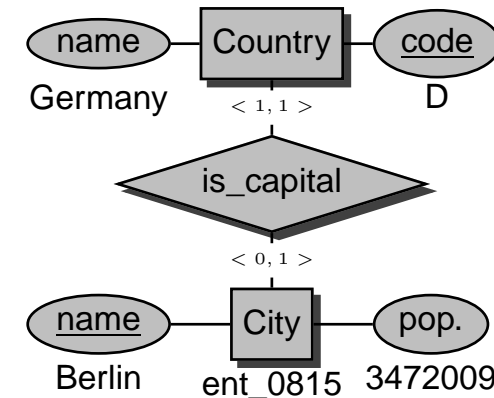 name Country code
Germany D
< 1, 1 >
is_capital
< 0, 1 >
name City pop.
Berlin ent_0815 3472009